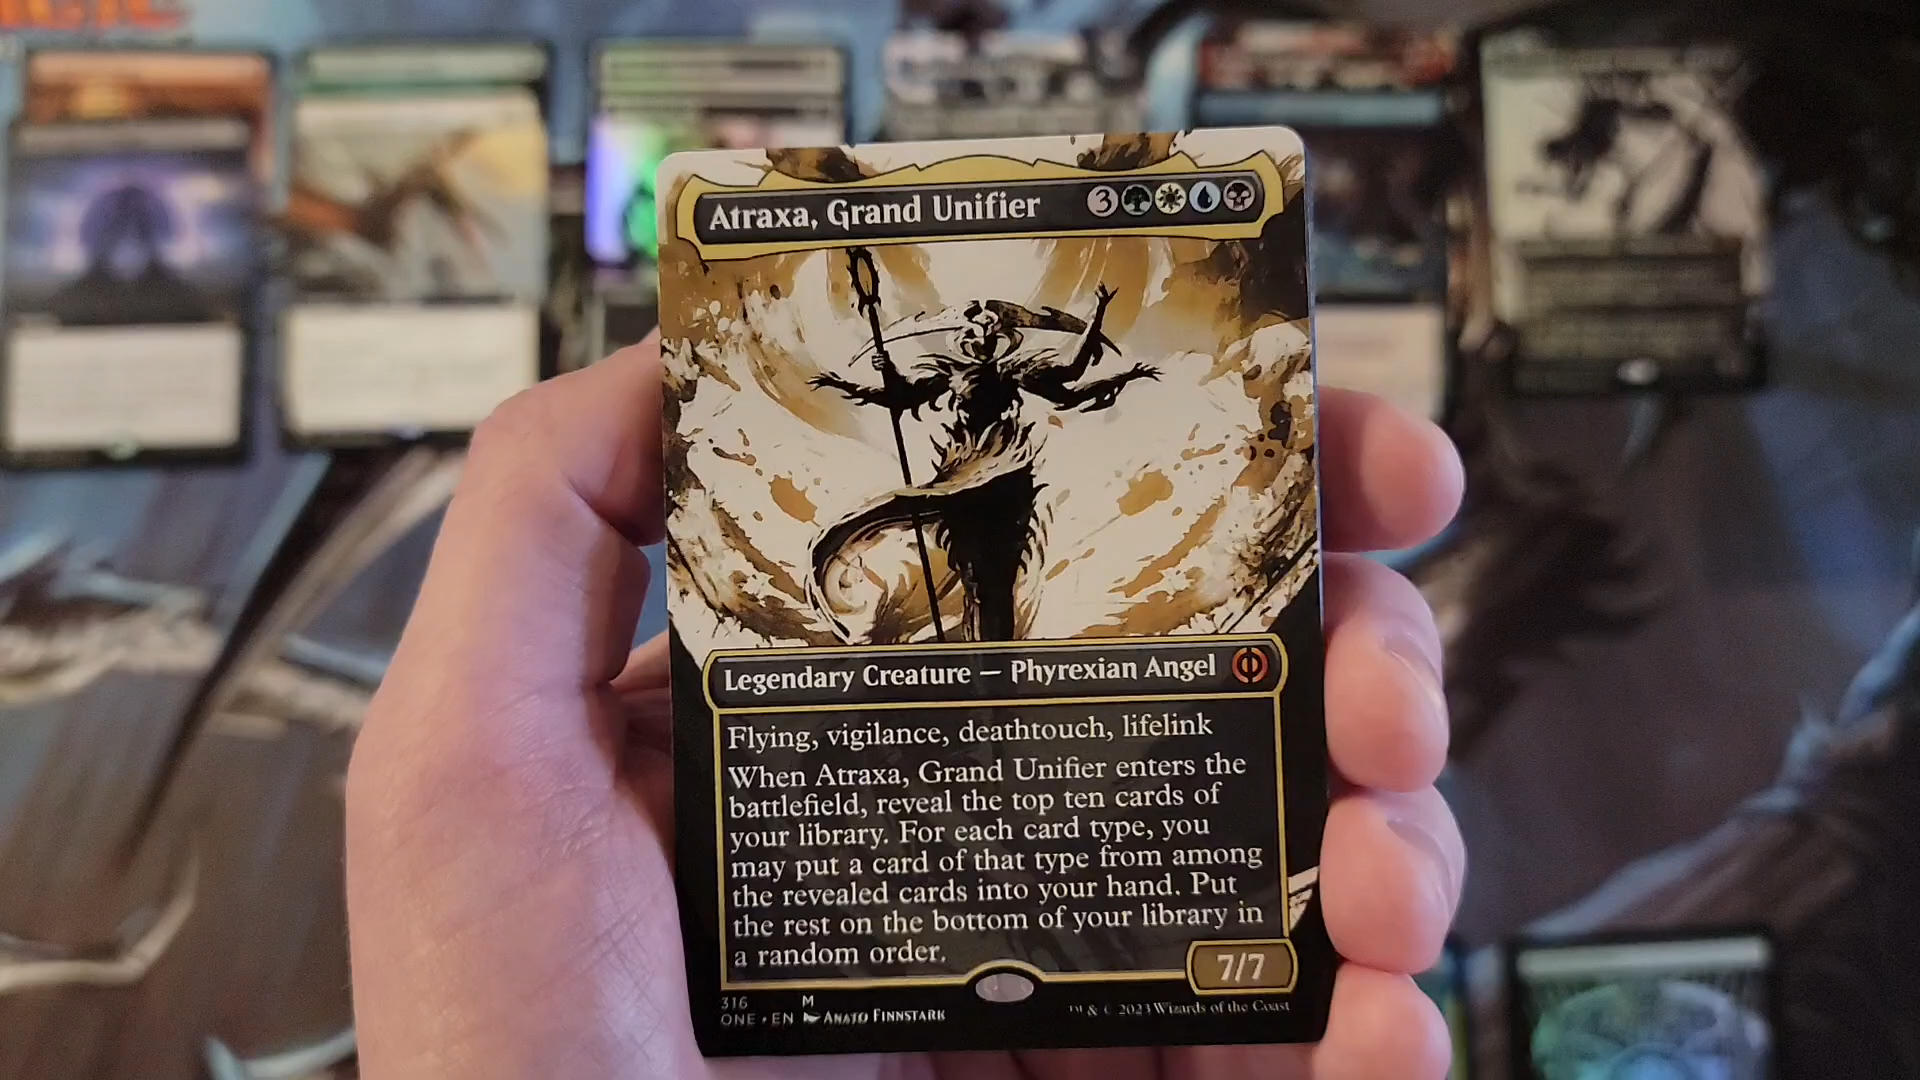 Atraxa, Grand Unifier 3
Legendary Creature — Phyrexian Angel
Flying, vigilance, deathtouch, lifelink
When Atraxa, Grand Unifier enters the
battlefield, reveal the top ten cards of
your library. For each card type, you
may put a card of that type from among
the revealed cards into your hand. Put
the rest on the bottom of your library in
a random order.
7/7
316 M
ONE • EN Anato Finnstark
™ & © 2023 Wizards of the Coast